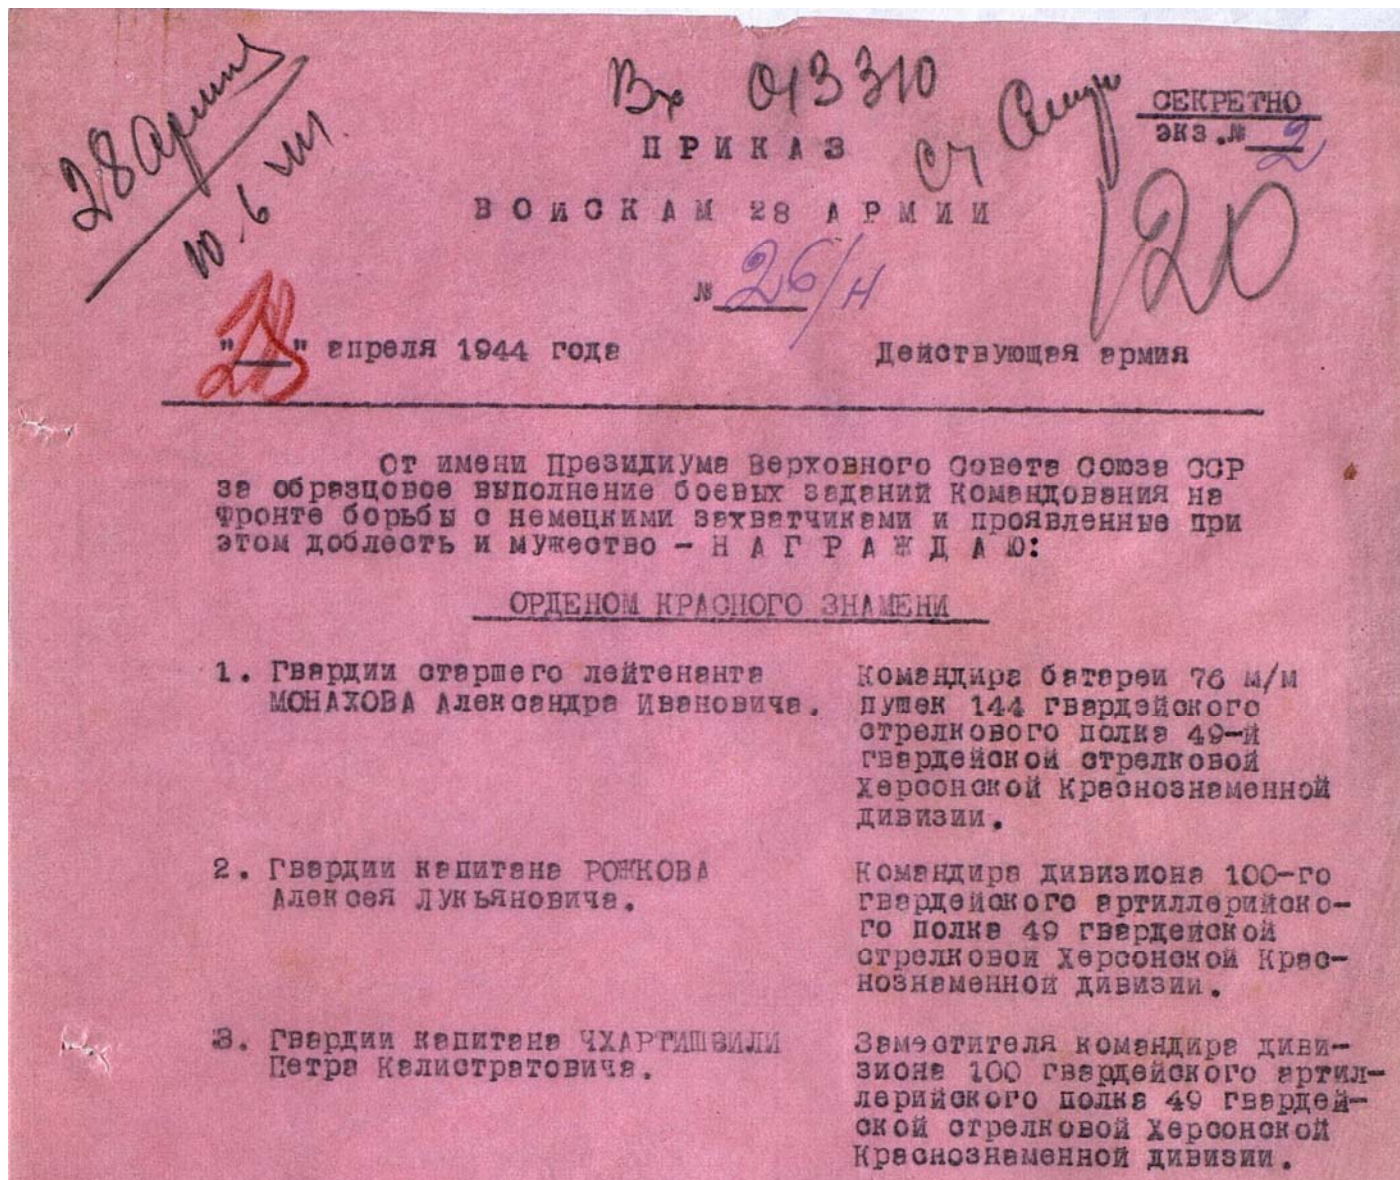 28 Армия
Вх 013310
СЕКРЕТНО
экз.№ 2
ПРИКАЗ
120
ВОЙСКАМ 28 АРМИИ
№ 26/н
" " апреля 1944 года Действующая армия
От имени Президиума Верховного Совета Союза ССР
за образцовое выполнение боевых заданий Командования на
фронте борьбы с немецкими захватчиками и проявленные при
этом доблесть и мужество – НАГРАЖДАЮ:
ОРДЕНОМ КРАСНОГО ЗНАМЕНИ
1. Гвардии старшего лейтенанта
МОНАХОВА Александра Ивановича.
Командира батареи 76 м/м
пушек 144 гвардейского
стрелкового полка 49-й
гвардейской стрелковой
Херсонской Краснознаменной
дивизии.
2. Гвардии капитана РОЖКОВА
Алексея Лукьяновича.
Командира дивизиона 100-го
гвардейского артиллерийско-
го полка 49 гвардейской
стрелковой Херсонской Крас-
нознаменной дивизии.
3. Гвардии капитана ЧХАРТИШВИЛИ
Петра Калистратовича.
Заместителя командира диви-
зиона 100 гвардейского артил-
лерийского полка 49 гвардей-
ской стрелковой Херсонской
Краснознаменной дивизии.